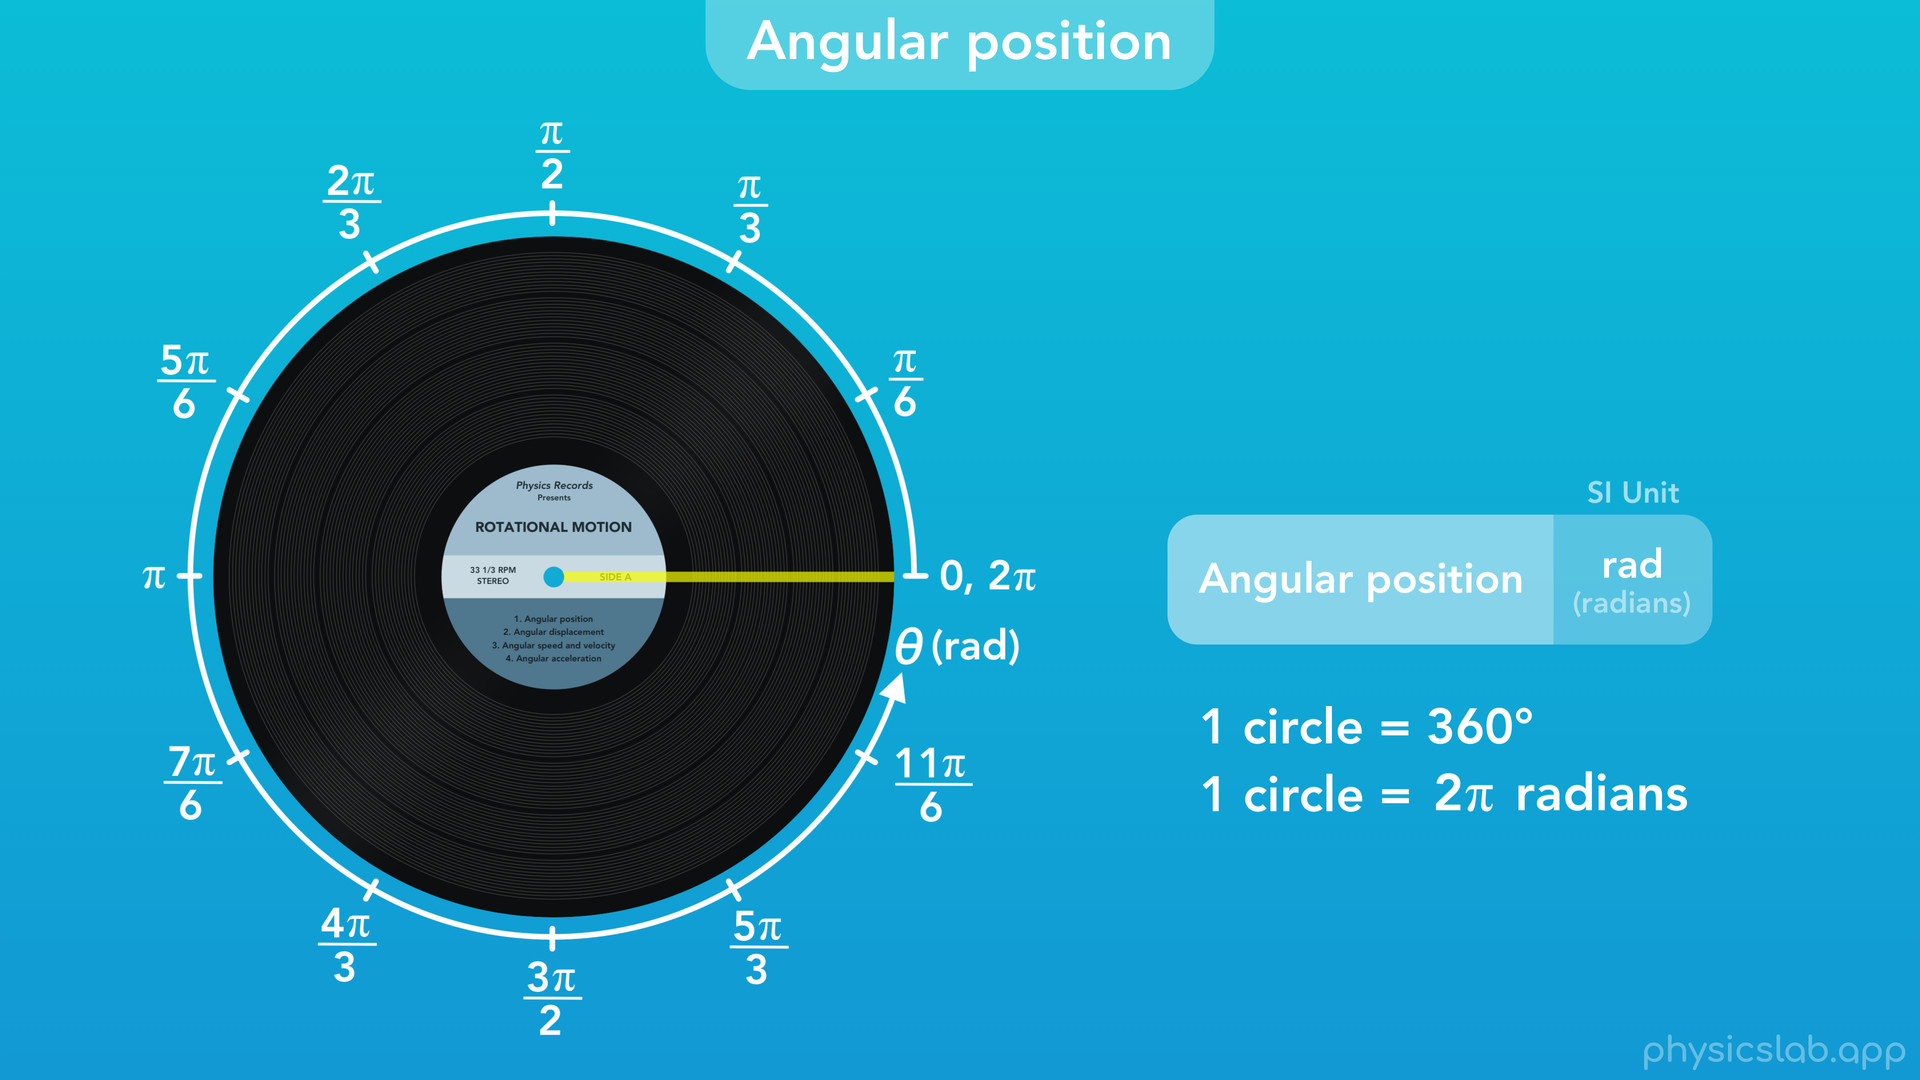 Angular position
π/2
2π/3
π/3
5π/6
π/6
Physics Records
Presents
ROTATIONAL MOTION
33 1/3 RPM
STEREO
SIDE A
1. Angular position
2. Angular displacement
3. Angular speed and velocity
4. Angular acceleration
π
0, 2π
θ (rad)
7π/6
11π/6
4π/3
5π/3
3π/2
SI Unit
Angular position
rad
(radians)
1 circle = 360°
1 circle = 2π radians
physicslab.app